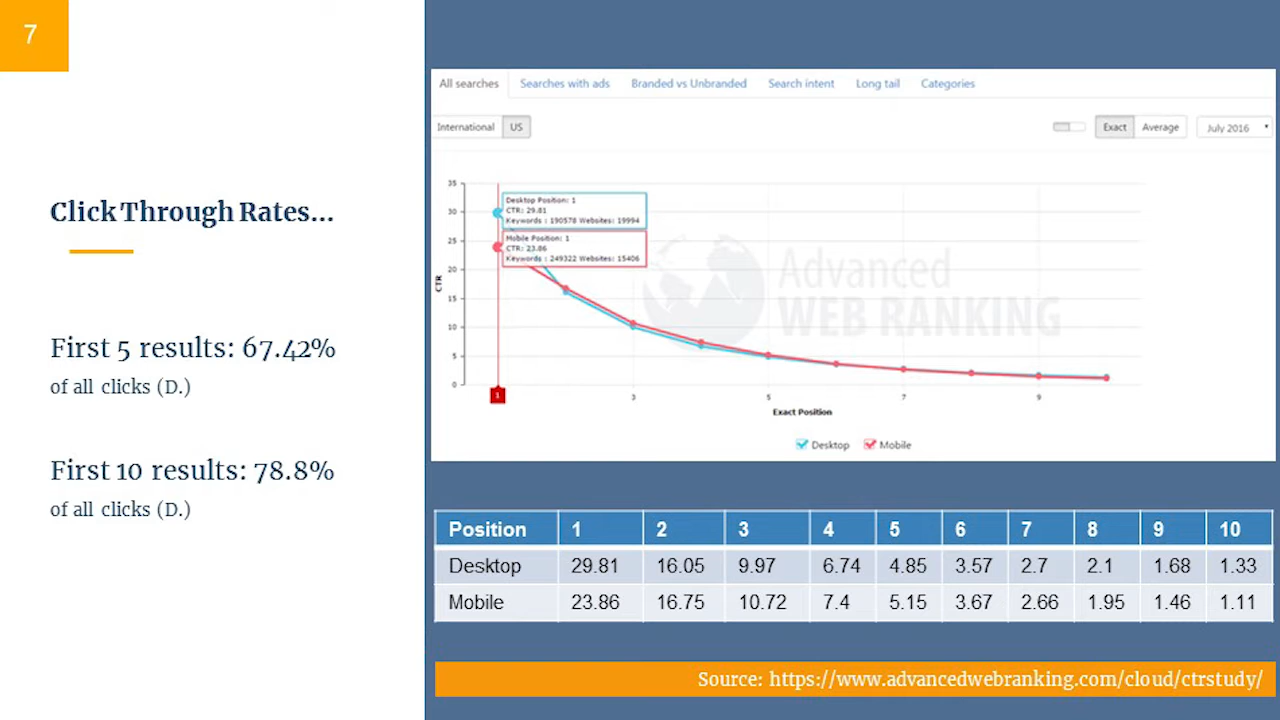 7
Click Through Rates...
First 5 results: 67.42%
of all clicks (D.)
First 10 results: 78.8%
of all clicks (D.)
All searches Searches with ads Branded vs Unbranded Search intent Long tail Categories
International US Exact Average July 2016
35
30
25
20
15
10
5
0
CTR
Desktop Position: 1
CTR: 29.81
Keywords : 190578 Websites: 19994
Mobile Position: 1
CTR: 23.86
Keywords : 249322 Websites: 15406
Advanced
WEB RANKING
1 3 5 7 9
Exact Position
Desktop Mobile
Position 1 2 3 4 5 6 7 8 9 10
Desktop 29.81 16.05 9.97 6.74 4.85 3.57 2.7 2.1 1.68 1.33
Mobile 23.86 16.75 10.72 7.4 5.15 3.67 2.66 1.95 1.46 1.11
Source: https://www.advancedwebranking.com/cloud/ctrstudy/